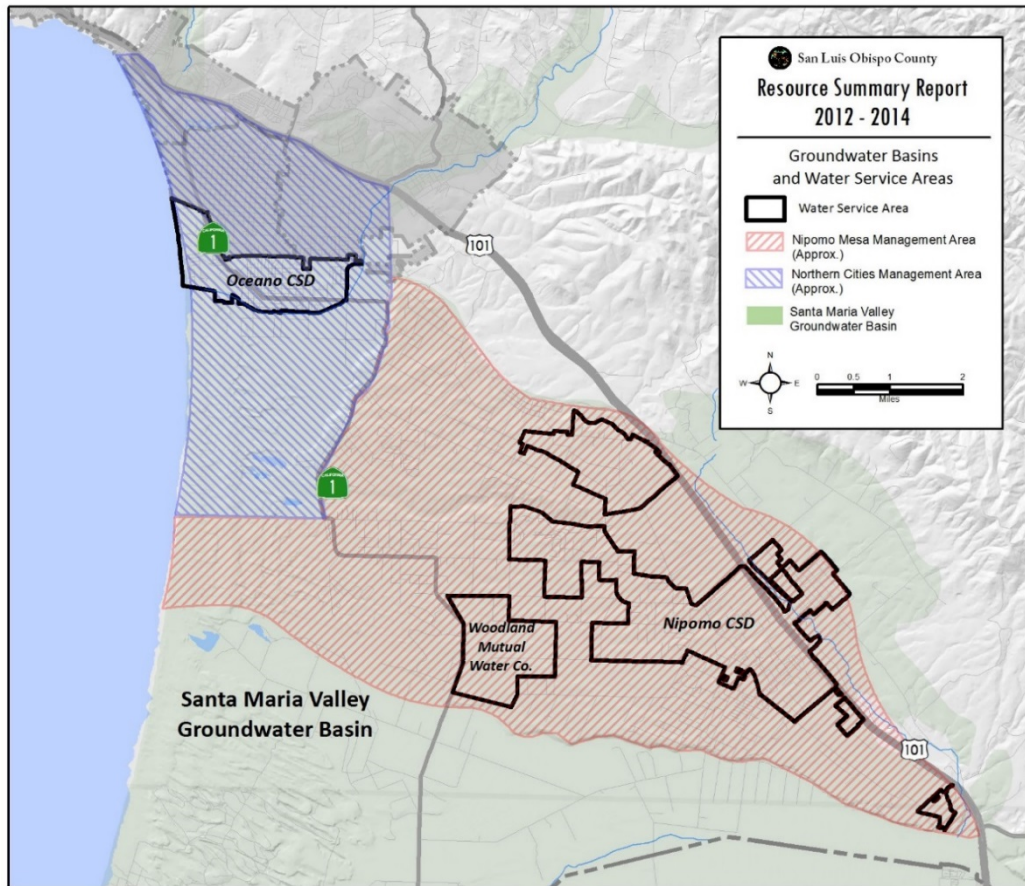 San Luis Obispo County
Resource Summary Report
2012 - 2014
Groundwater Basins
and Water Service Areas
Water Service Area
Nipomo Mesa Management Area
(Approx.)
Northern Cities Management Area
(Approx.)
Santa Maria Valley
Groundwater Basin
N
W
E
S
0
0.5
1
2
Miles
CALIFORNIA
1
Oceano CSD
101
CALIFORNIA
1
Woodland
Mutual
Water Co.
Nipomo CSD
Santa Maria Valley
Groundwater Basin
101